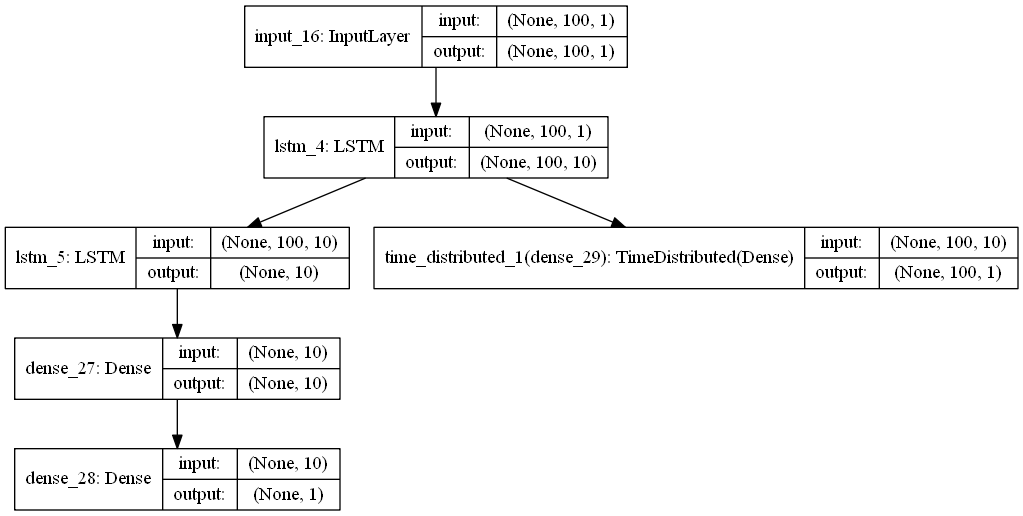 input_16: InputLayer
input: (None, 100, 1)
output: (None, 100, 1)
lstm_4: LSTM
input: (None, 100, 1)
output: (None, 100, 10)
lstm_5: LSTM
input: (None, 100, 10)
output: (None, 10)
time_distributed_1(dense_29): TimeDistributed(Dense)
input: (None, 100, 10)
output: (None, 100, 1)
dense_27: Dense
input: (None, 10)
output: (None, 10)
dense_28: Dense
input: (None, 10)
output: (None, 1)